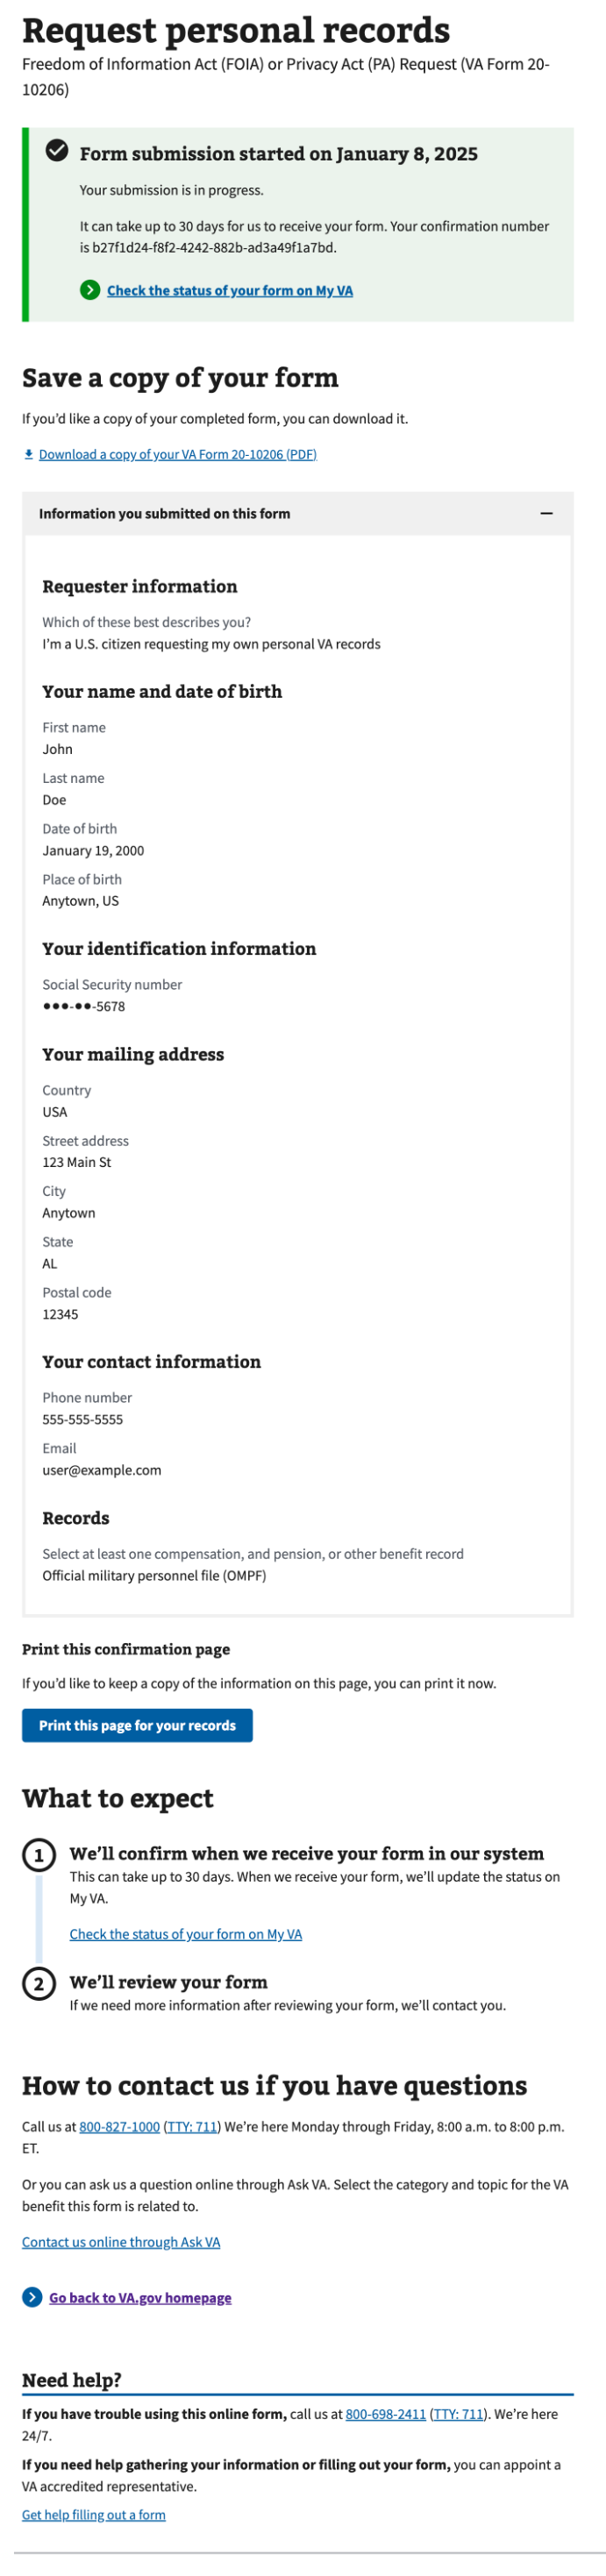 Request personal records
Freedom of Information Act (FOIA) or Privacy Act (PA) Request (VA Form 20-
10206)
Form submission started on January 8, 2025
Your submission is in progress.
It can take up to 30 days for us to receive your form. Your confirmation number
is b27f1d24-f8f2-4242-882b-ad3a49f1a7bd.
Check the status of your form on My VA
Save a copy of your form
If you’d like a copy of your completed form, you can download it.
Download a copy of your VA Form 20-10206 (PDF)
Information you submitted on this form
Requester information
Which of these best describes you?
I’m a U.S. citizen requesting my own personal VA records
Your name and date of birth
First name
John
Last name
Doe
Date of birth
January 19, 2000
Place of birth
Anytown, US
Your identification information
Social Security number
●●●-●●-5678
Your mailing address
Country
USA
Street address
123 Main St
City
Anytown
State
AL
Postal code
12345
Your contact information
Phone number
555-555-5555
Email
user@example.com
Records
Select at least one compensation, and pension, or other benefit record
Official military personnel file (OMPF)
Print this confirmation page
If you’d like to keep a copy of the information on this page, you can print it now.
Print this page for your records
What to expect
1 We’ll confirm when we receive your form in our system
This can take up to 30 days. When we receive your form, we’ll update the status on
My VA.
Check the status of your form on My VA
2 We’ll review your form
If we need more information after reviewing your form, we’ll contact you.
How to contact us if you have questions
Call us at 800-827-1000 (TTY: 711) We’re here Monday through Friday, 8:00 a.m. to 8:00 p.m.
ET.
Or you can ask us a question online through Ask VA. Select the category and topic for the VA
benefit this form is related to.
Contact us online through Ask VA
Go back to VA.gov homepage
Need help?
If you have trouble using this online form, call us at 800-698-2411 (TTY: 711). We’re here
24/7.
If you need help gathering your information or filling out your form, you can appoint a
VA accredited representative.
Get help filling out a form